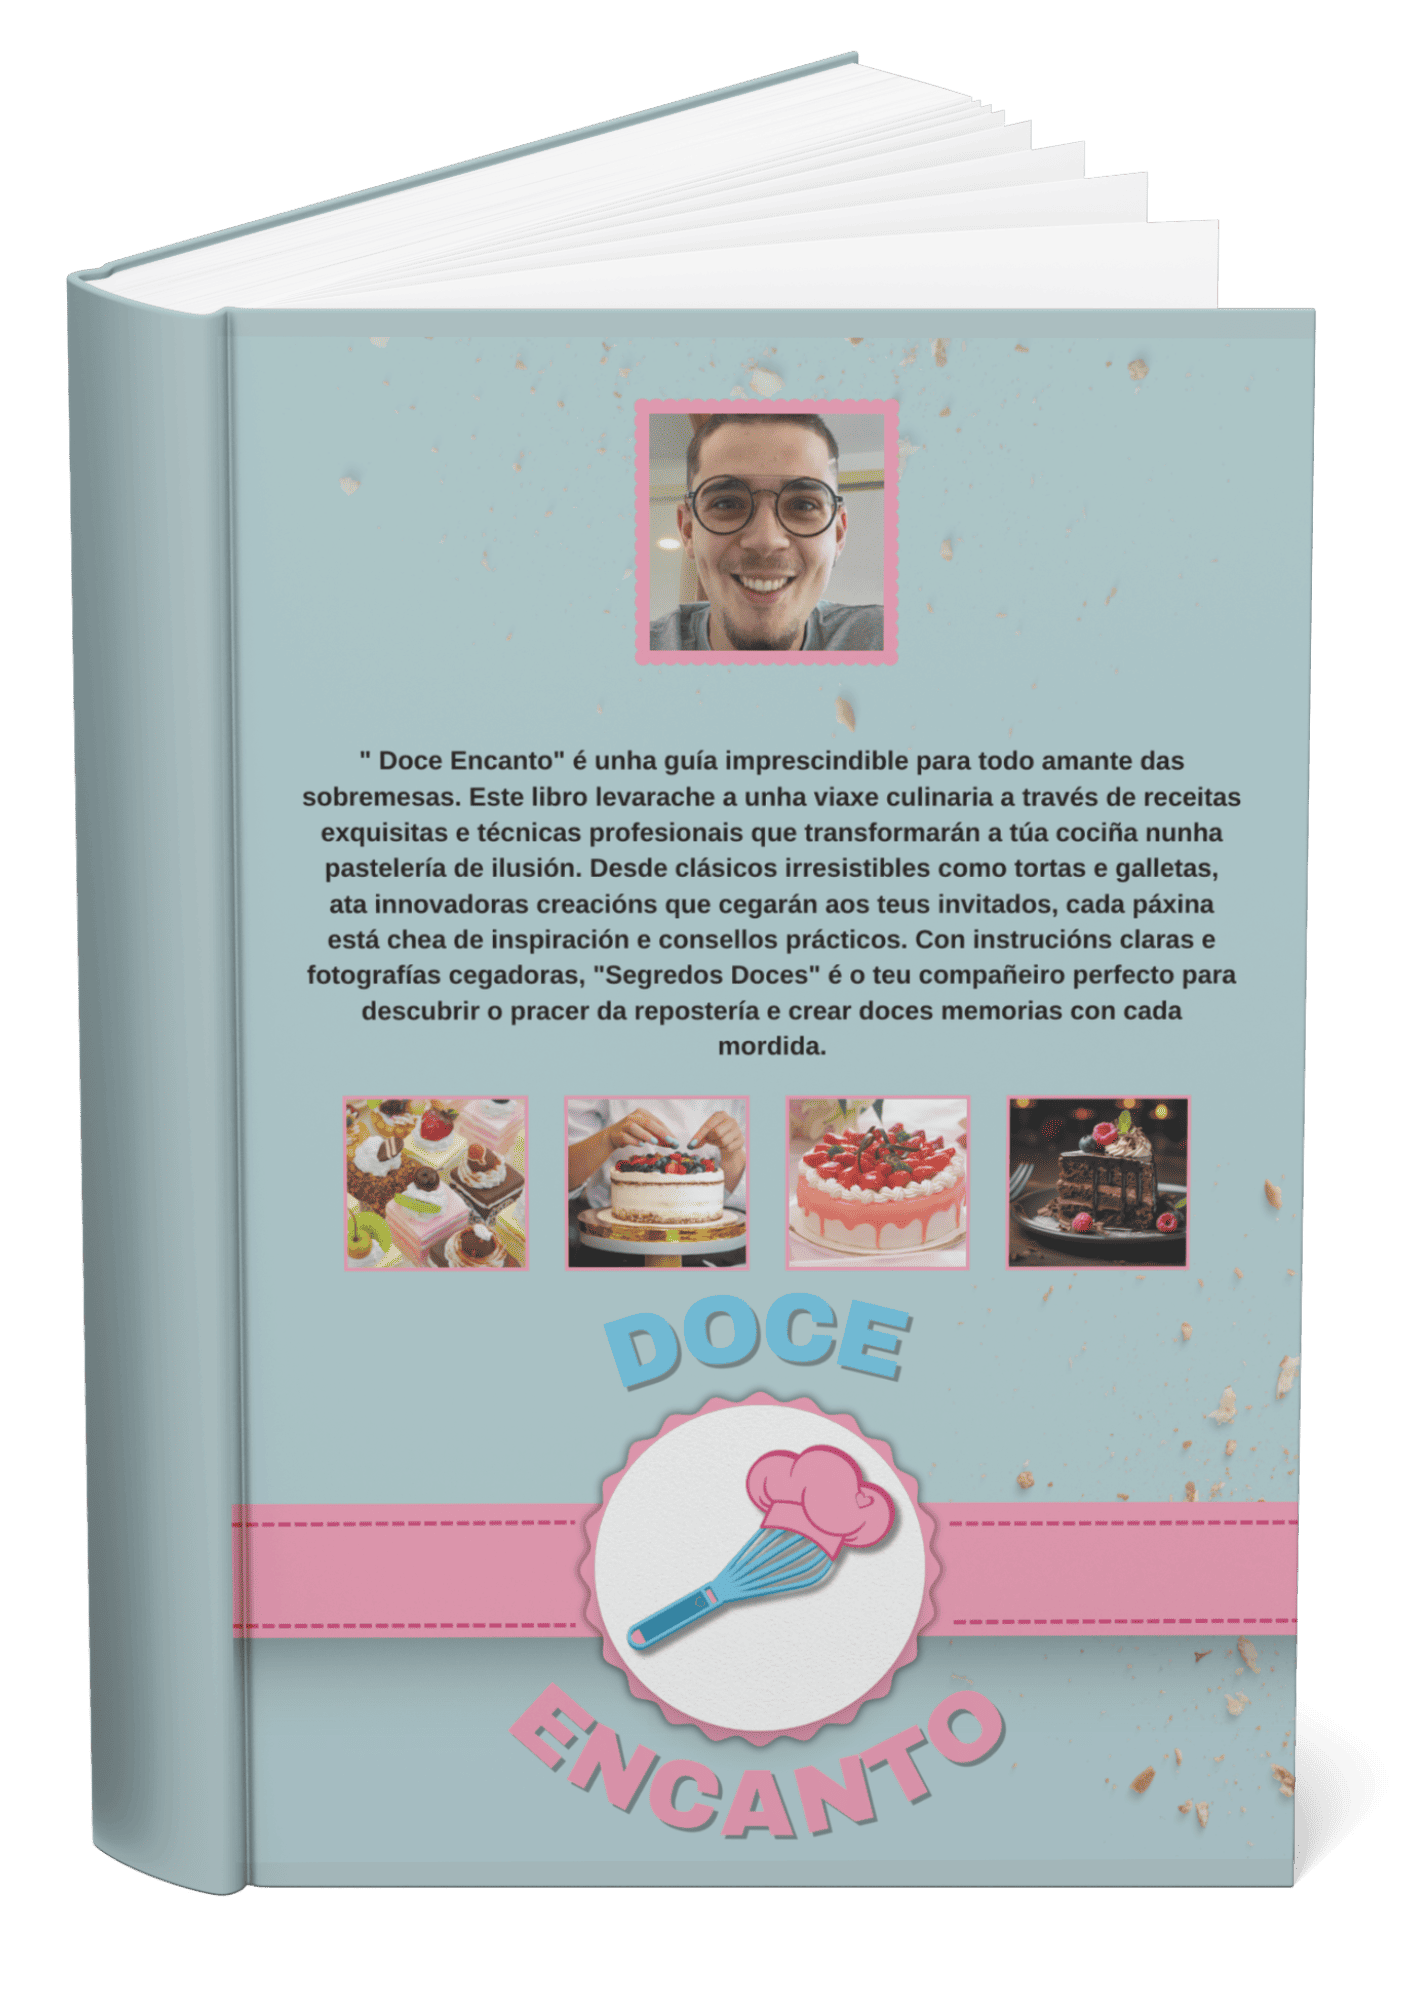 " Doce Encanto" é unha guía imprescindible para todo amante das
sobremesas. Este libro levarache a unha viaxe culinaria a través de receitas
exquisitas e técnicas profesionais que transformarán a túa cociña nunha
pastelería de ilusión. Desde clásicos irresistibles como tortas e galletas,
ata innovadoras creacións que cegarán aos teus invitados, cada páxina
está chea de inspiración e consellos prácticos. Con instrucións claras e
fotografías cegadoras, "Segredos Doces" é o teu compañeiro perfecto para
descubrir o pracer da repostería e crear doces memorias con cada
mordida.
DOCE
ENCANTO